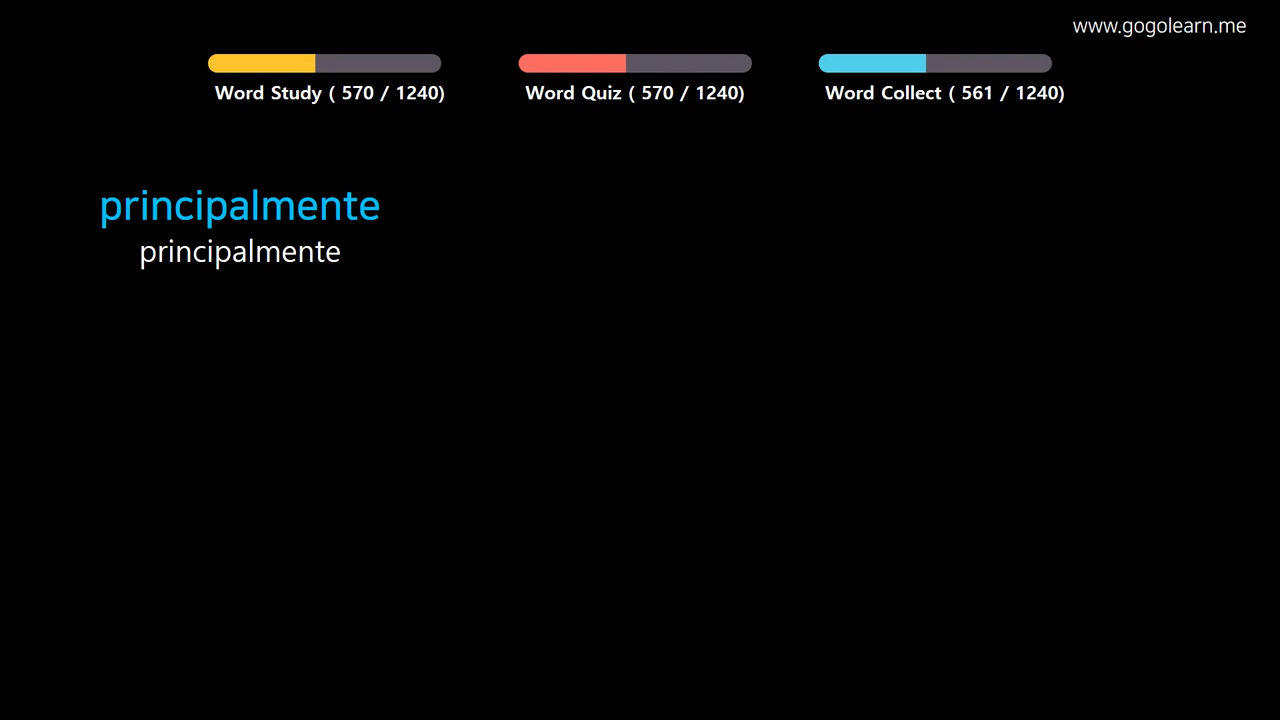 www.gogolearn.me
Word Study ( 570 / 1240)
Word Quiz ( 570 / 1240)
Word Collect ( 561 / 1240)
principalmente
principalmente